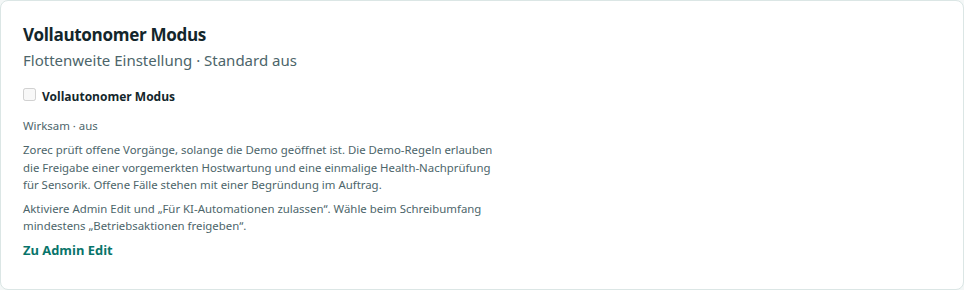 Vollautonomer Modus
Flottenweite Einstellung · Standard aus
Vollautonomer Modus
Wirksam · aus
Zorec prüft offene Vorgänge, solange die Demo geöffnet ist. Die Demo-Regeln erlauben
die Freigabe einer vorgemerkten Hostwartung und eine einmalige Health-Nachprüfung
für Sensorik. Offene Fälle stehen mit einer Begründung im Auftrag.
Aktiviere Admin Edit und „Für KI-Automationen zulassen“. Wähle beim Schreibumfang
mindestens „Betriebsaktionen freigeben“.
Zu Admin Edit